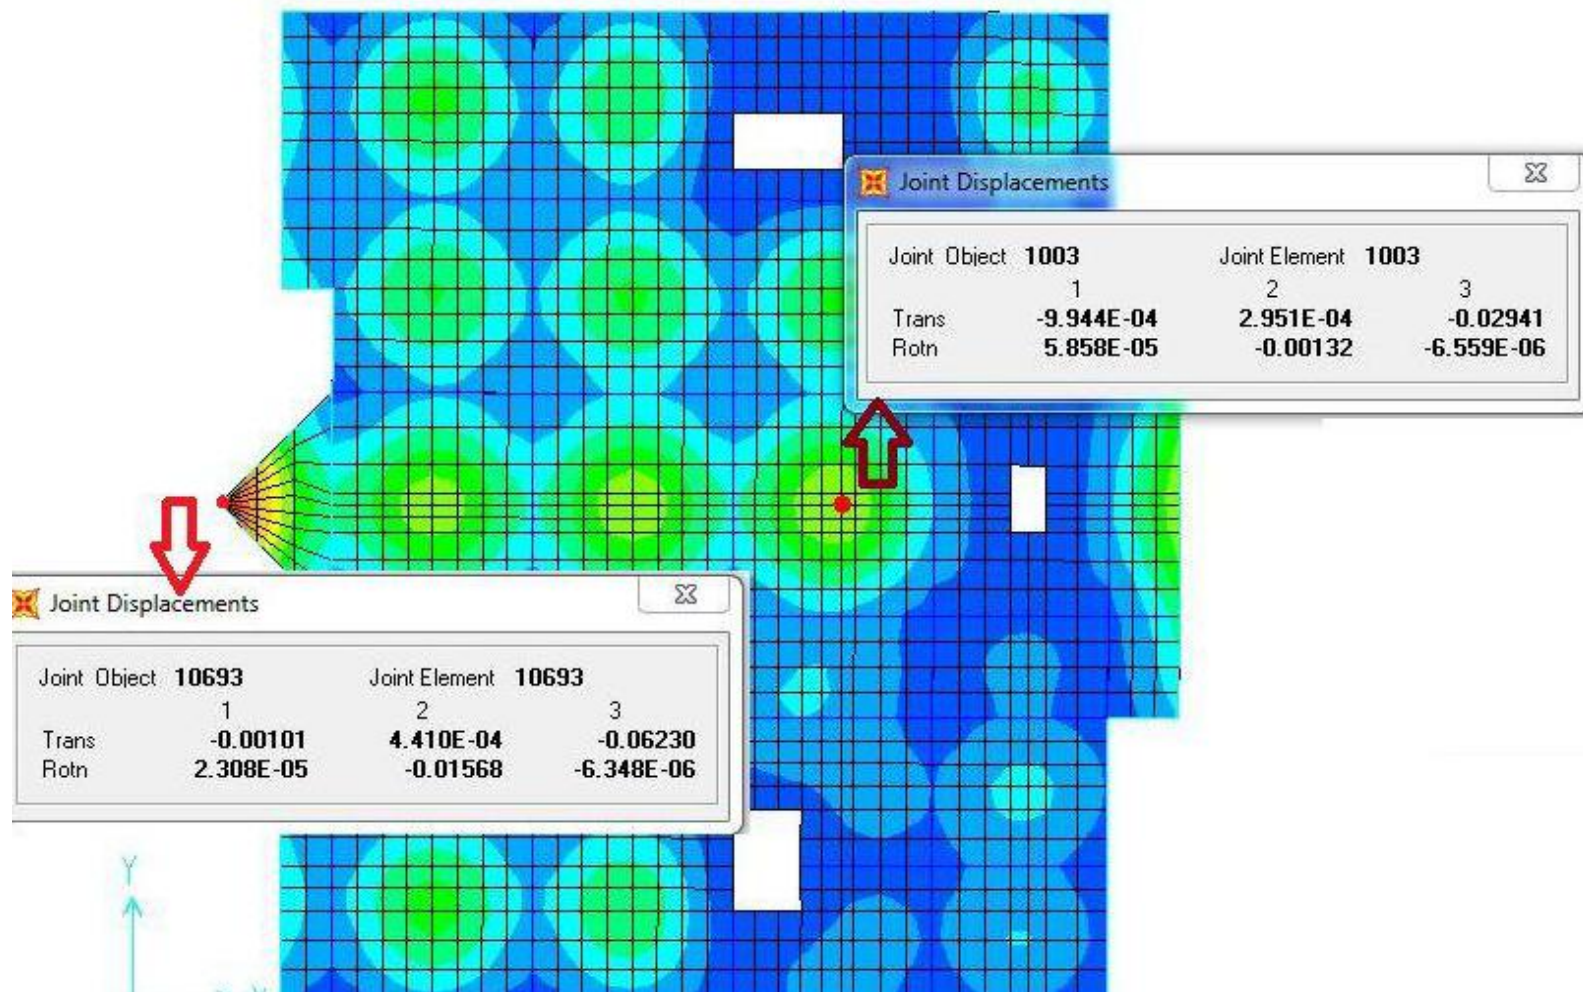 Joint Displacements
Joint Object 1003 Joint Element 1003
1 2 3
Trans -9.944E-04 2.951E-04 -0.02941
Rotn 5.858E-05 -0.00132 -6.559E-06
Joint Displacements
Joint Object 10693 Joint Element 10693
1 2 3
Trans -0.00101 4.410E-04 -0.06230
Rotn 2.308E-05 -0.01568 -6.348E-06
Y